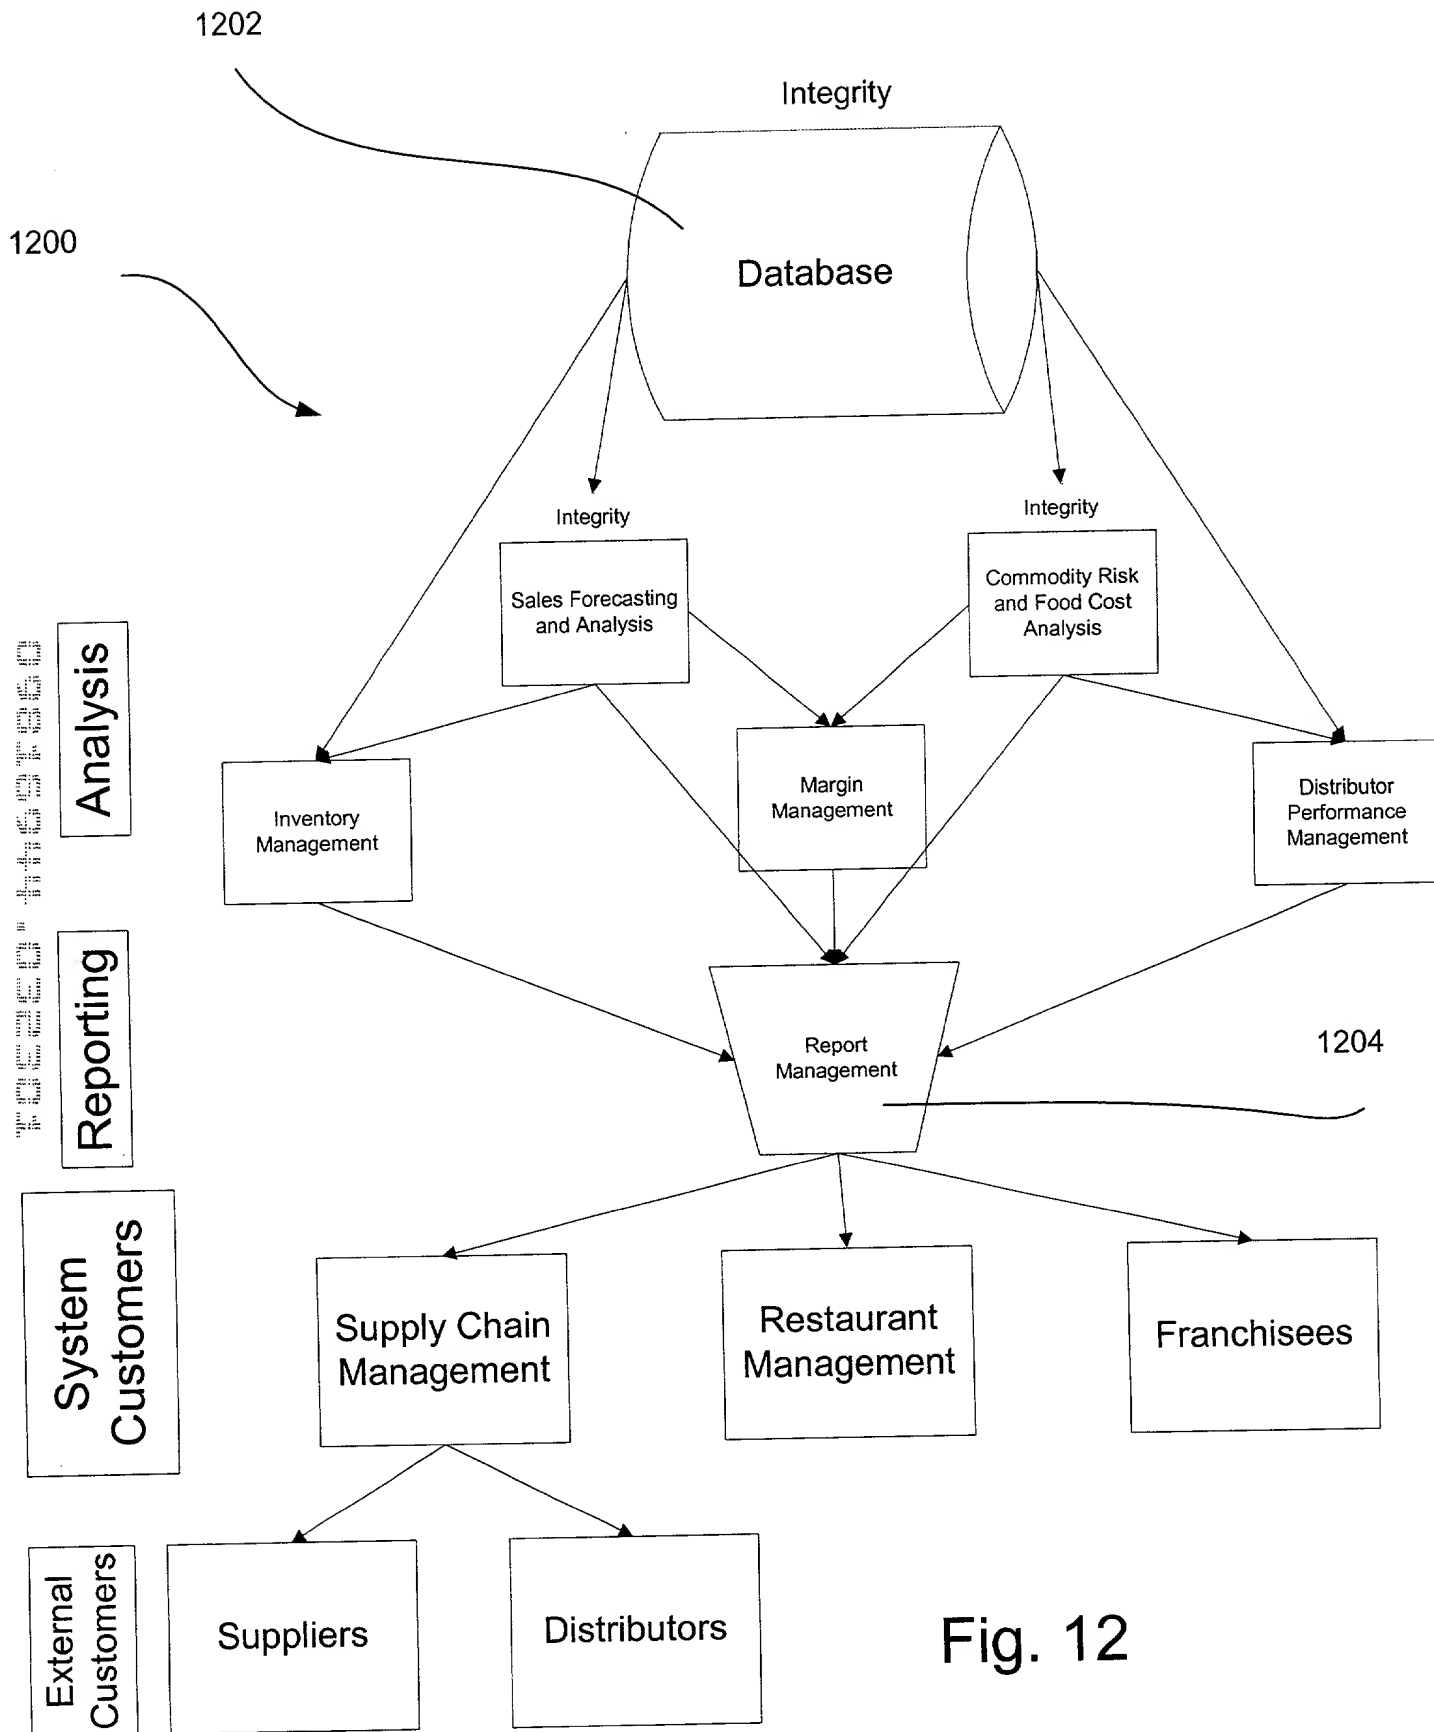 1202
Integrity
1200
Database
Integrity
Integrity
Sales Forecasting
and Analysis
Commodity Risk
and Food Cost
Analysis
Analysis
Inventory
Management
Margin
Management
Distributor
Performance
Management
Reporting
Report
Management
1204
System
Customers
Supply Chain
Management
Restaurant
Management
Franchisees
External
Customers
Suppliers
Distributors
Fig. 12